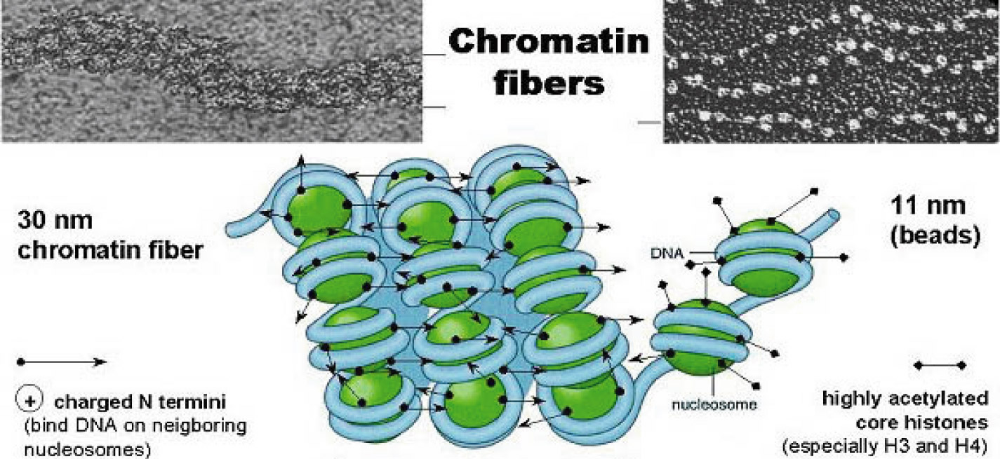 Chromatin
fibers
30 nm
chromatin fiber
11 nm
(beads)
DNA
nucleosome
+ charged N termini
(bind DNA on neigboring
nucleosomes)
highly acetylated
core histones
(especially H3 and H4)